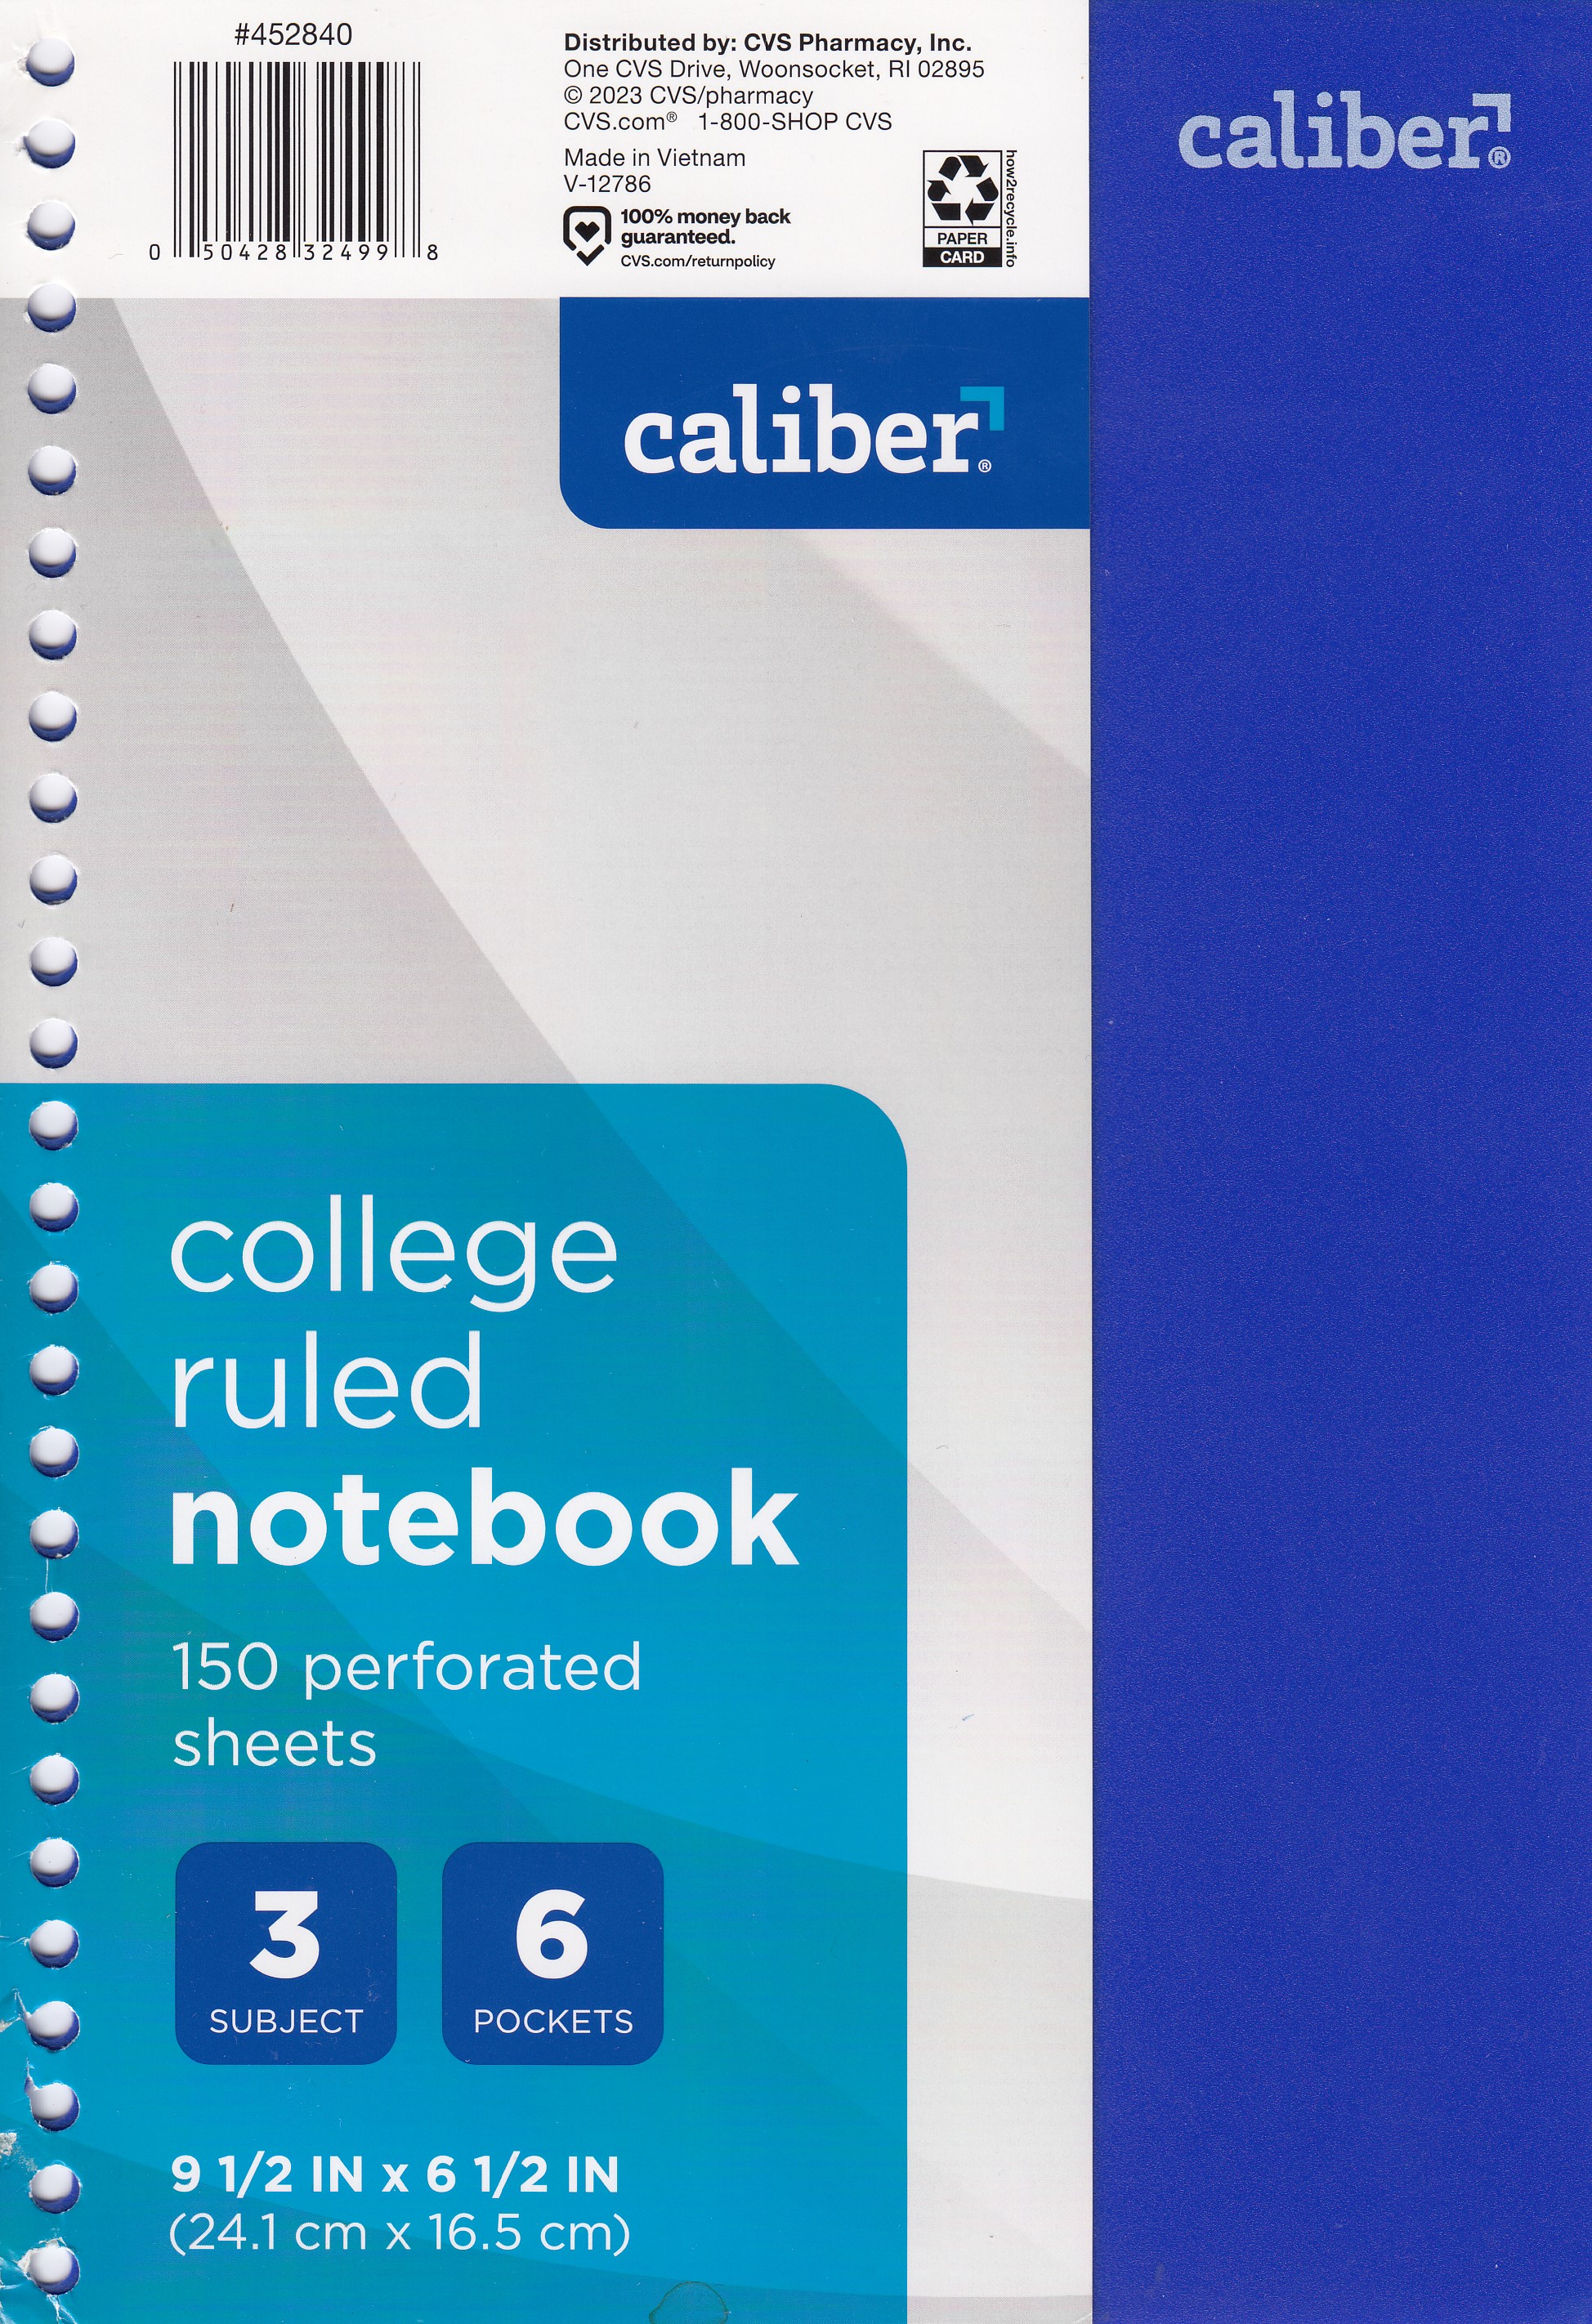 #452840
0 50428 32499 8
Distributed by: CVS Pharmacy, Inc.
One CVS Drive, Woonsocket, RI 02895
© 2023 CVS/pharmacy
CVS.com® 1-800-SHOP CVS
Made in Vietnam
V-12786
100% money back
guaranteed.
CVS.com/returnpolicy
PAPER
CARD
how2recycle.info
caliber®
caliber®
college
ruled
notebook
150 perforated
sheets
3
SUBJECT
6
POCKETS
9 1/2 IN x 6 1/2 IN
(24.1 cm x 16.5 cm)